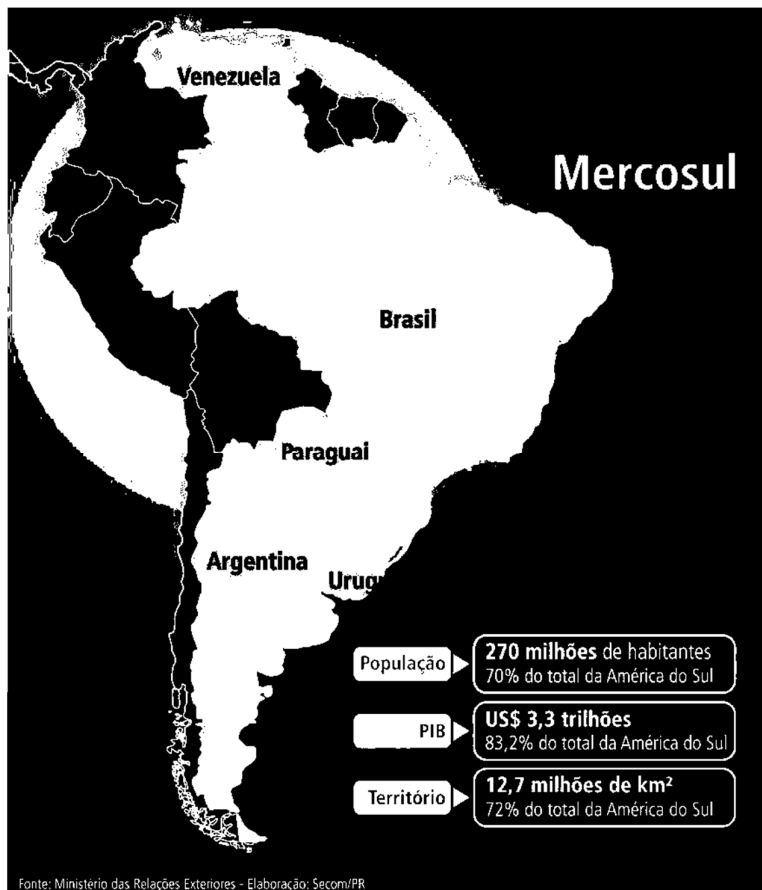 Venezuela
Mercosul
Brasil
Paraguai
Argentina
População
270 milhões de habitantes
70% do total da América do Sul
PIB
US$ 3,3 trilhões
83,2% do total da América do Sul
Território
12,7 milhões de km²
72% do total da América do Sul
Fonte: Ministério das Relações Exteriores - Elaboração: Secom/PR